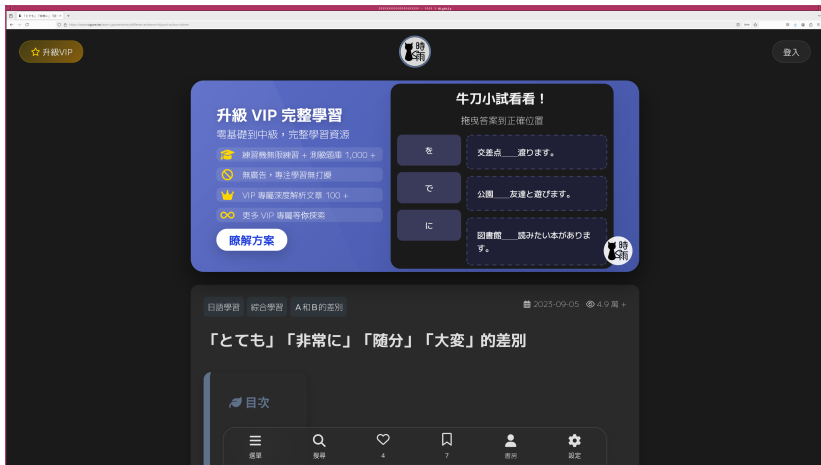 升級VIP
時雨
登入
升級 VIP 完整學習
零基礎到中級，完整學習資源
練習機無限練習 + 測驗題庫 1,000 +
無廣告，專注學習無打擾
VIP 專屬深度解析文章 100 +
更多 VIP 專屬等你探索
瞭解方案
牛刀小試看看！
拖曳答案到正確位置
を
交差点___渡ります。
で
公園___友達と遊びます。
に
図書館___読みたい本がありま
す。
時雨
日語學習
綜合學習
A和B的差別
2023-09-05
4.9 萬 +
「とても」「非常に」「随分」「大変」的差別
目次
選單
搜尋
4
7
書房
設定